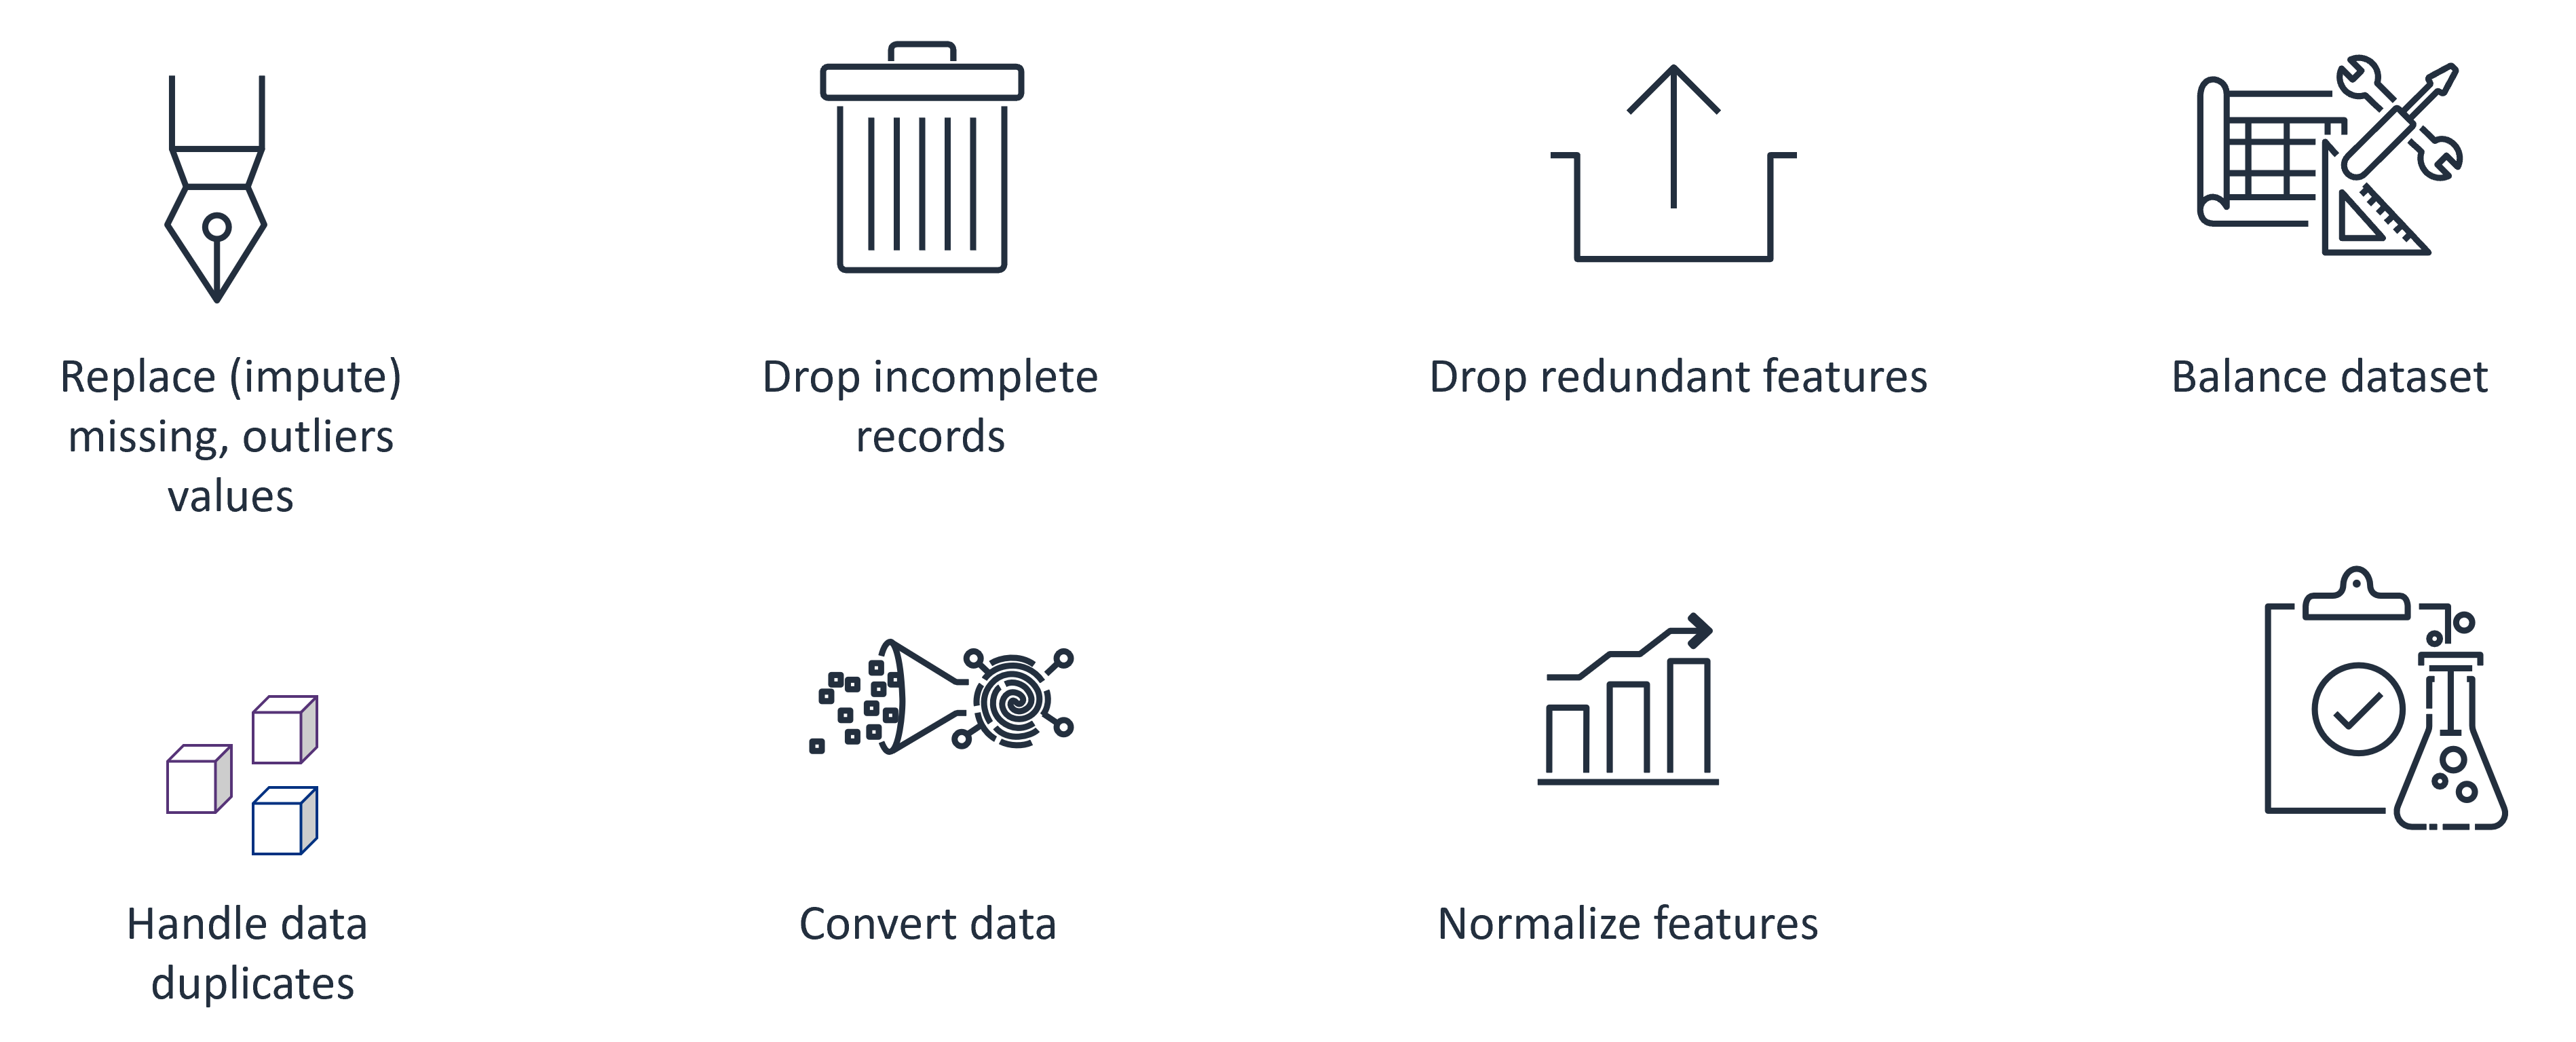 Replace (impute)
missing, outliers
values
Drop incomplete
records
Drop redundant features
Balance dataset
Handle data
duplicates
Convert data
Normalize features